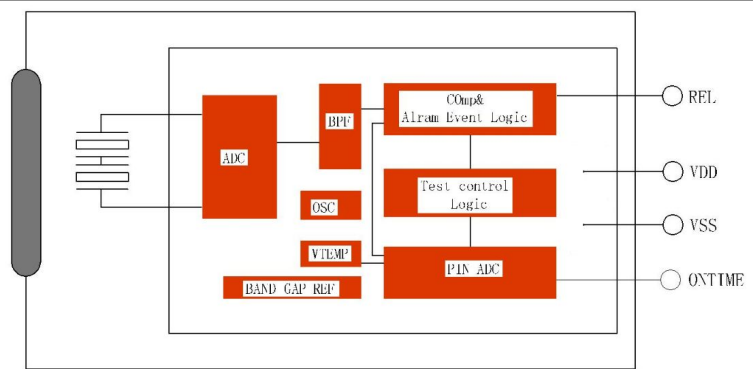 COmp&
Alram Event Logic
REL
BPF
ADC
Test control
Logic
VDD
OSC
VSS
VTEMP
PIN ADC
ONTIME
BAND GAP REF